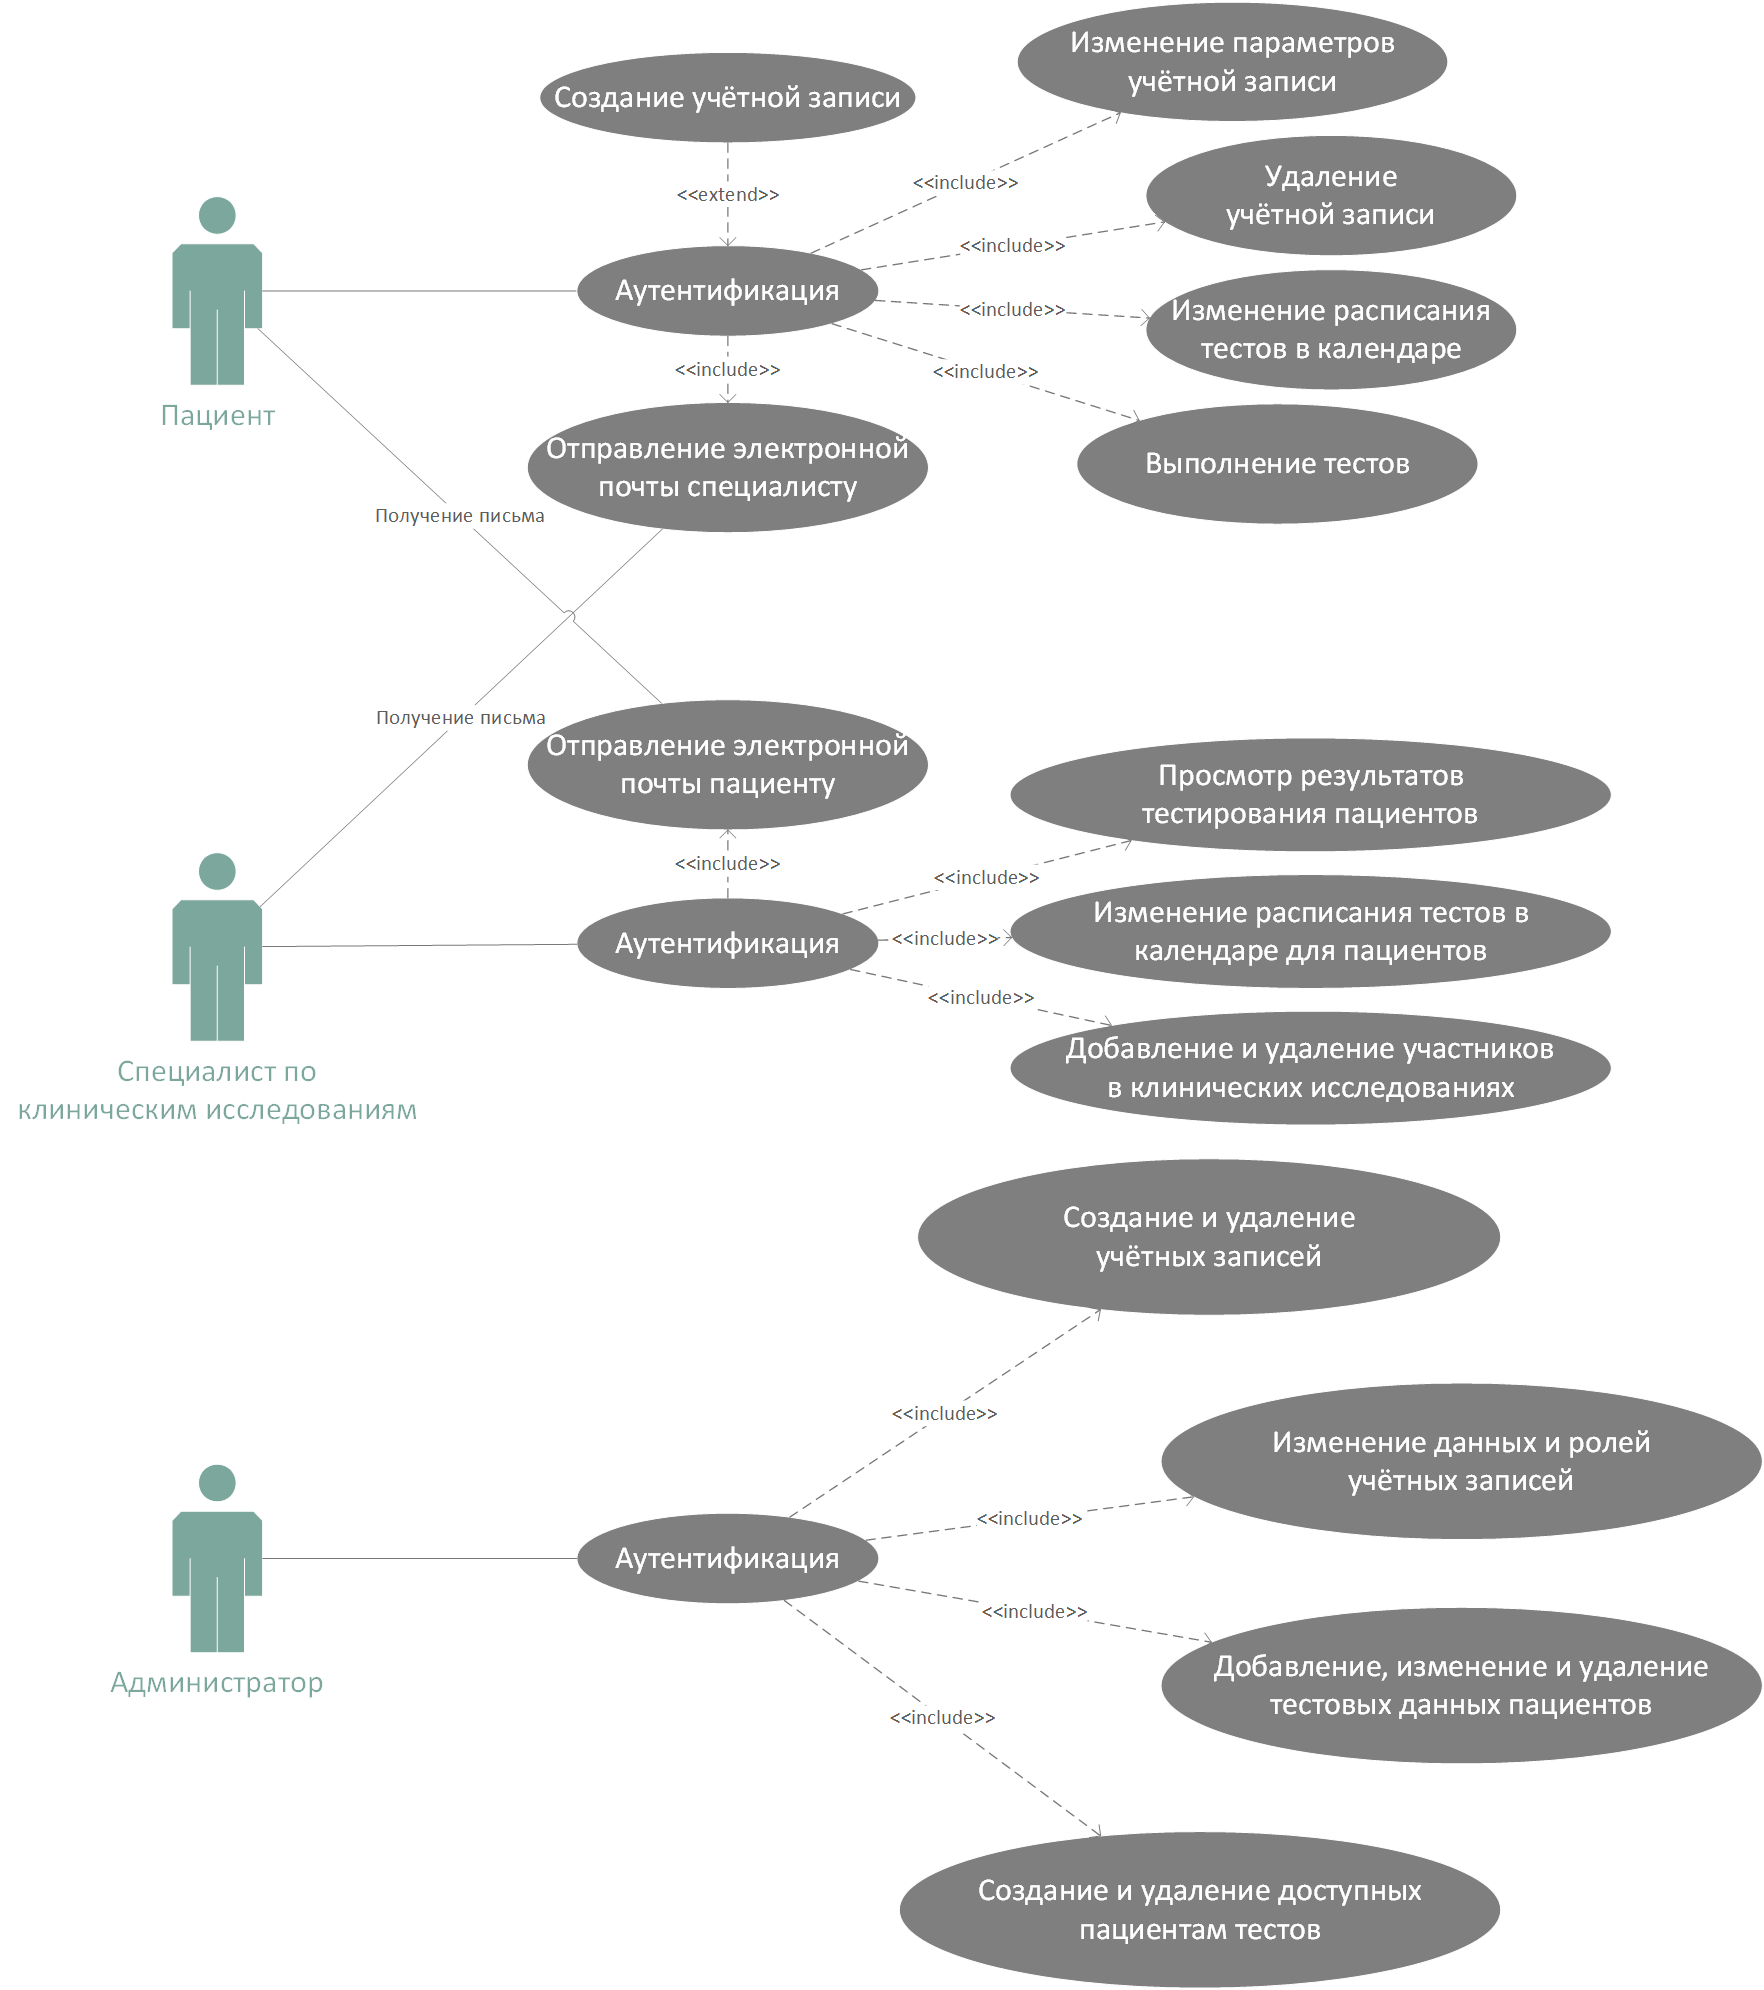 Изменение параметров
учётной записи
Создание учётной записи
<<include>>
<<extend>>
Удаление
учётной записи
<<include>>
Аутентификация
<<include>>
Изменение расписания
тестов в календаре
<<include>>
<<include>>
Пациент
Отправление электронной
почты специалисту
Выполнение тестов
Получение письма
Получение письма
Отправление электронной
почты пациенту
Просмотр результатов
тестирования пациентов
<<include>>
<<include>>
Аутентификация
<<include>>
Изменение расписания тестов в
календаре для пациентов
<<include>>
Специалист по
клиническим исследованиям
Добавление и удаление участников
в клинических исследованиях
Создание и удаление
учётных записей
<<include>>
Изменение данных и ролей
учётных записей
<<include>>
Аутентификация
<<include>>
Администратор
Добавление, изменение и удаление
тестовых данных пациентов
<<include>>
Создание и удаление доступных
пациентам тестов